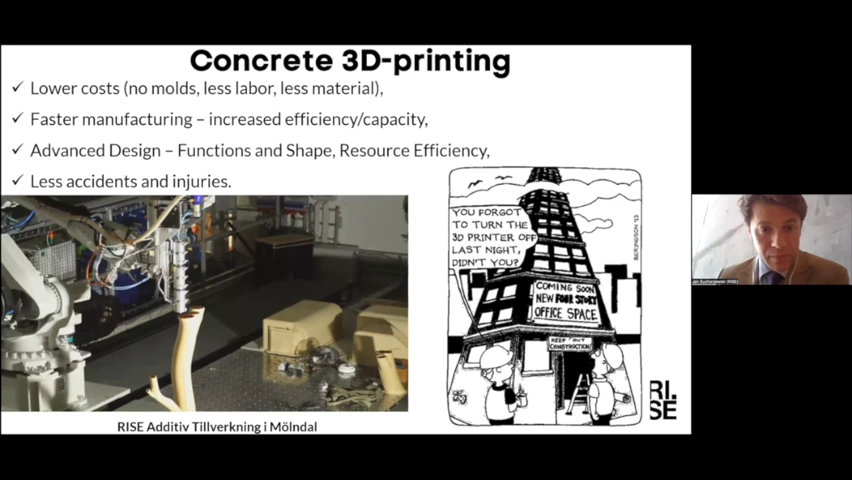 Concrete 3D-printing
✓ Lower costs (no molds, less labor, less material),
✓ Faster manufacturing – increased efficiency/capacity,
✓ Advanced Design – Functions and Shape, Resource Efficiency,
✓ Less accidents and injuries.
YOU FORGOT
TO TURN THE
3D PRINTER OFF
LAST NIGHT,
DIDN'T YOU?
COMING SOON
NEW FOUR STORY
OFFICE SPACE
KEEP OUT
CONSTRUCTION
RISE Additiv Tillverkning i Mölndal
RI.
SE